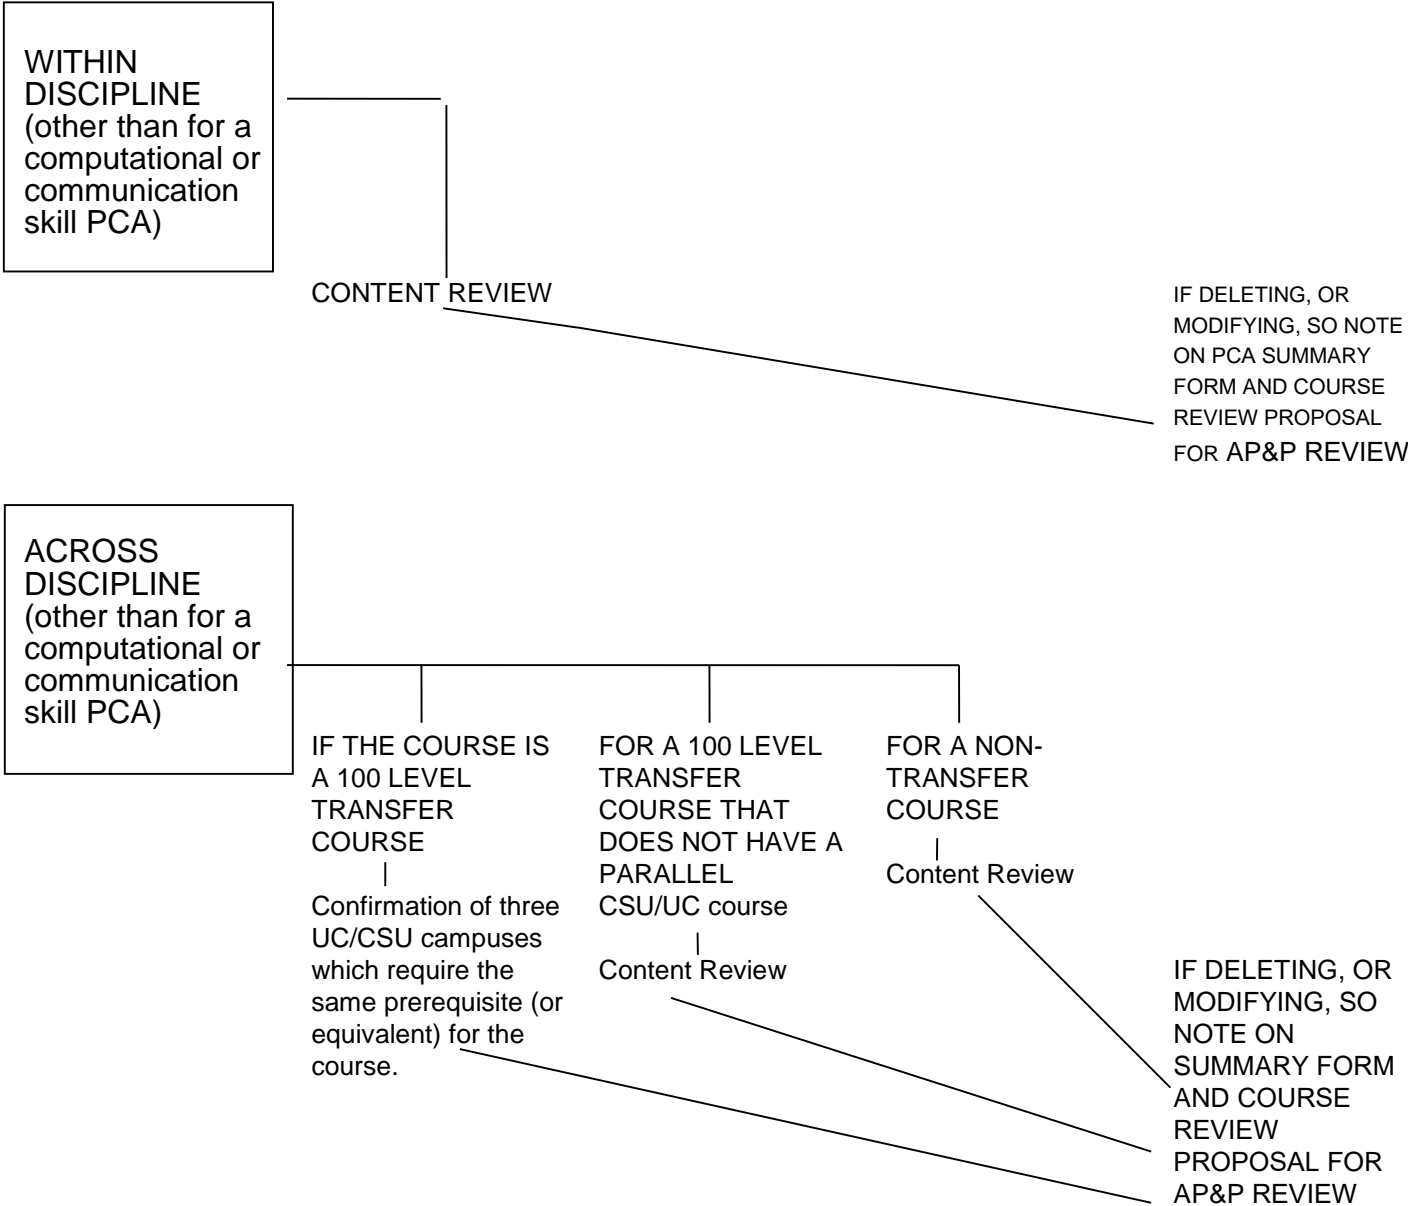 WITHIN
DISCIPLINE
(other than for a
computational or
communication
skill PCA)
CONTENT REVIEW
IF DELETING, OR
MODIFYING, SO NOTE
ON PCA SUMMARY
FORM AND COURSE
REVIEW PROPOSAL
FOR AP&P REVIEW
ACROSS
DISCIPLINE
(other than for a
computational or
communication
skill PCA)
IF THE COURSE IS
A 100 LEVEL
TRANSFER
COURSE
Confirmation of three
UC/CSU campuses
which require the
same prerequisite (or
equivalent) for the
course.
FOR A 100 LEVEL
TRANSFER
COURSE THAT
DOES NOT HAVE A
PARALLEL
CSU/UC course
Content Review
FOR A NON-
TRANSFER
COURSE
Content Review
IF DELETING, OR
MODIFYING, SO
NOTE ON
SUMMARY FORM
AND COURSE
REVIEW
PROPOSAL FOR
AP&P REVIEW